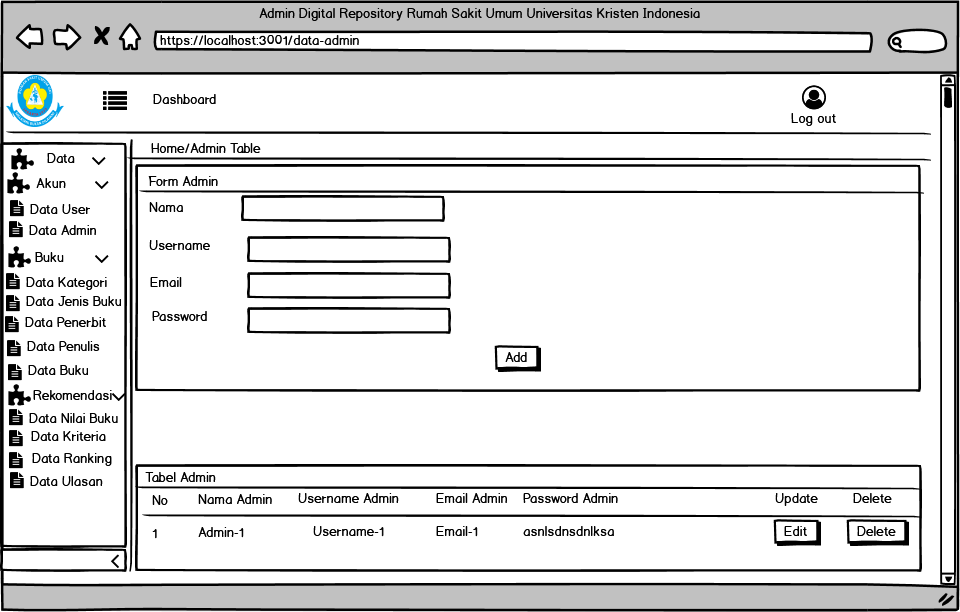 Admin Digital Repository Rumah Sakit Umum Universitas Kristen Indonesia
https://localhost:3001/data-admin
Dashboard
Log out
Data
Akun
Data User
Data Admin
Buku
Data Kategori
Data Jenis Buku
Data Penerbit
Data Penulis
Data Buku
Rekomendasi
Data Nilai Buku
Data Kriteria
Data Ranking
Data Ulasan
Home/Admin Table
Form Admin
Nama
Username
Email
Password
Add
Tabel Admin
No Nama Admin Username Admin Email Admin Password Admin Update Delete
1 Admin-1 Username-1 Email-1 asnlsdnsdnlksa Edit Delete